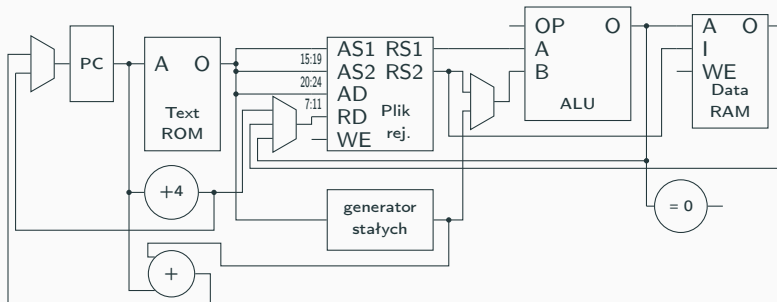 PC
A O
Text
ROM
15:19
20:24
7:11
AS1 RS1
AS2 RS2
AD
RD
WE
Plik
rej.
OP O
A
B
ALU
A O
I
WE
Data
RAM
+4
generator
stałych
= 0
+